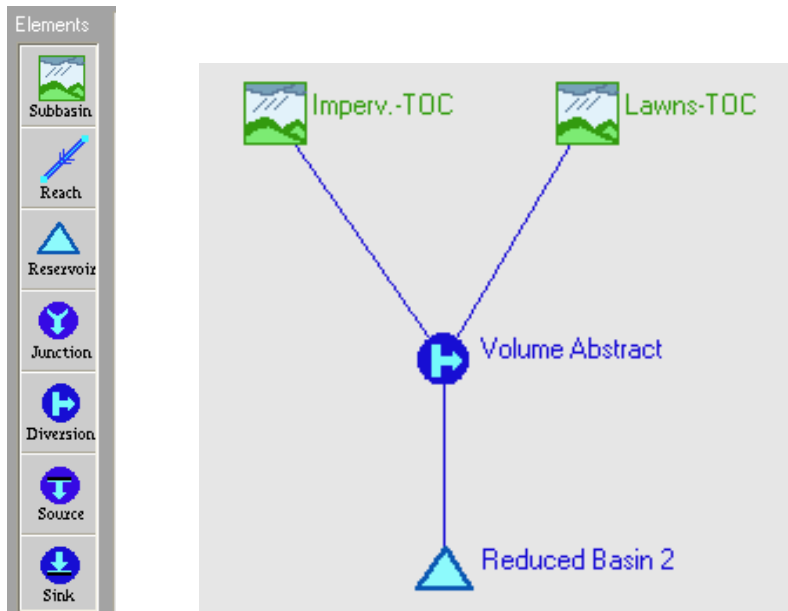 Elements
Subbasin
Reach
Reservoir
Junction
Diversion
Source
Sink
Imperv.-TOC
Lawns-TOC
Volume Abstract
Reduced Basin 2